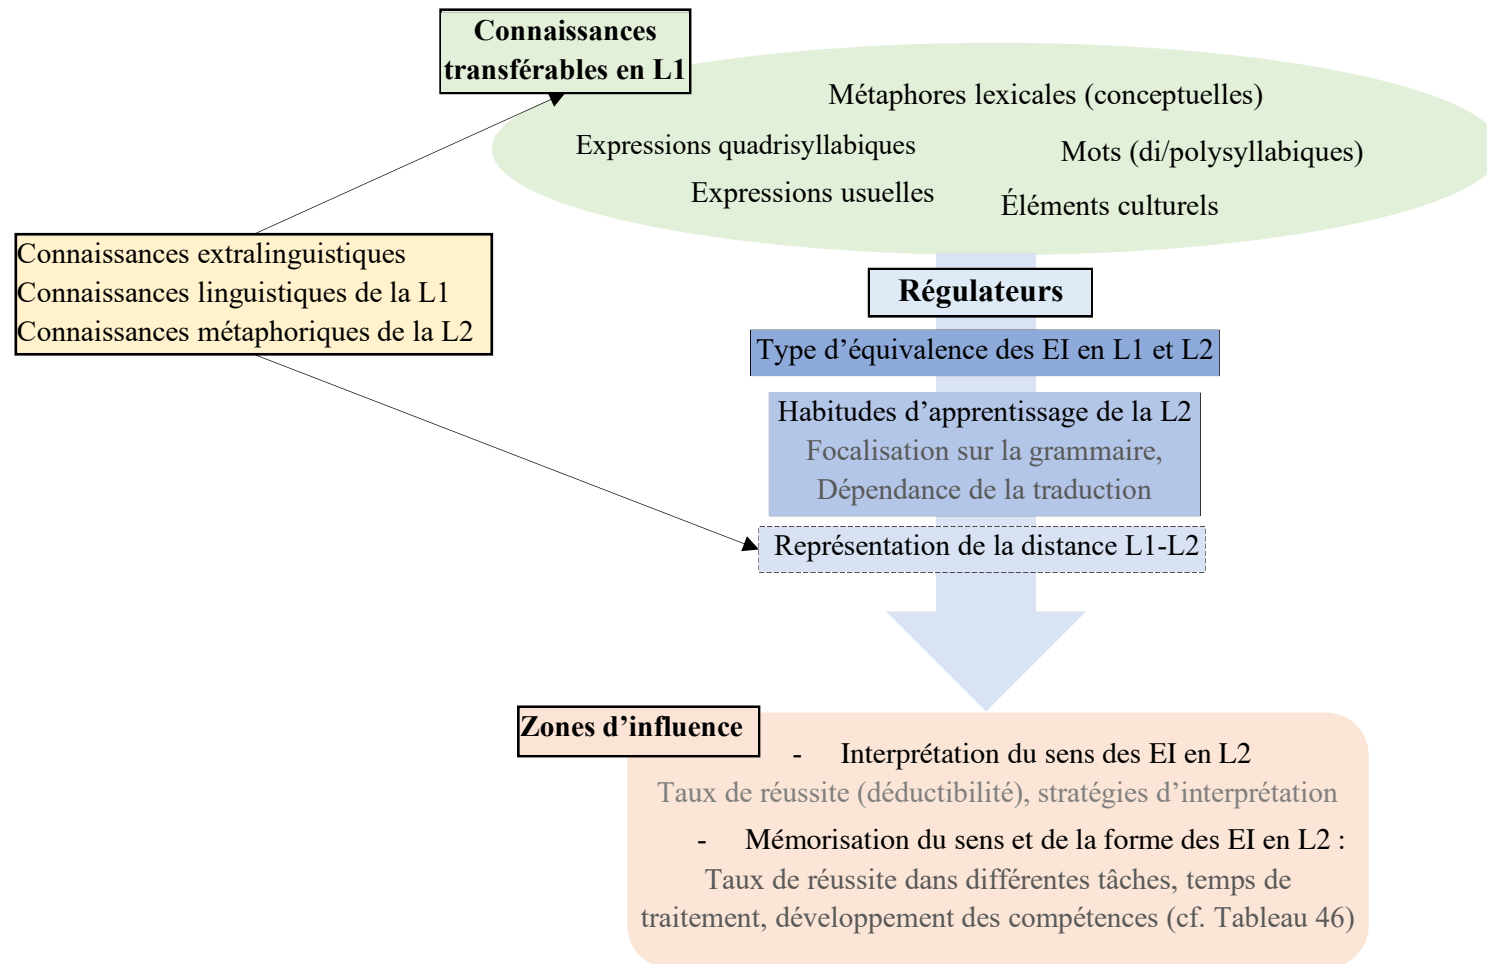 Connaissances
transférables en L1
Métaphores lexicales (conceptuelles)
Expressions quadrisyllabiques
Mots (di/polysyllabiques)
Expressions usuelles
Éléments culturels
Connaissances extralinguistiques
Connaissances linguistiques de la L1
Connaissances métaphoriques de la L2
Régulateurs
Type d’équivalence des EI en L1 et L2
Habitudes d’apprentissage de la L2
Focalisation sur la grammaire,
Dépendance de la traduction
Représentation de la distance L1-L2
Zones d’influence
- Interprétation du sens des EI en L2
Taux de réussite (déductibilité), stratégies d’interprétation
- Mémorisation du sens et de la forme des EI en L2 :
Taux de réussite dans différentes tâches, temps de
traitement, développement des compétences (cf. Tableau 46)